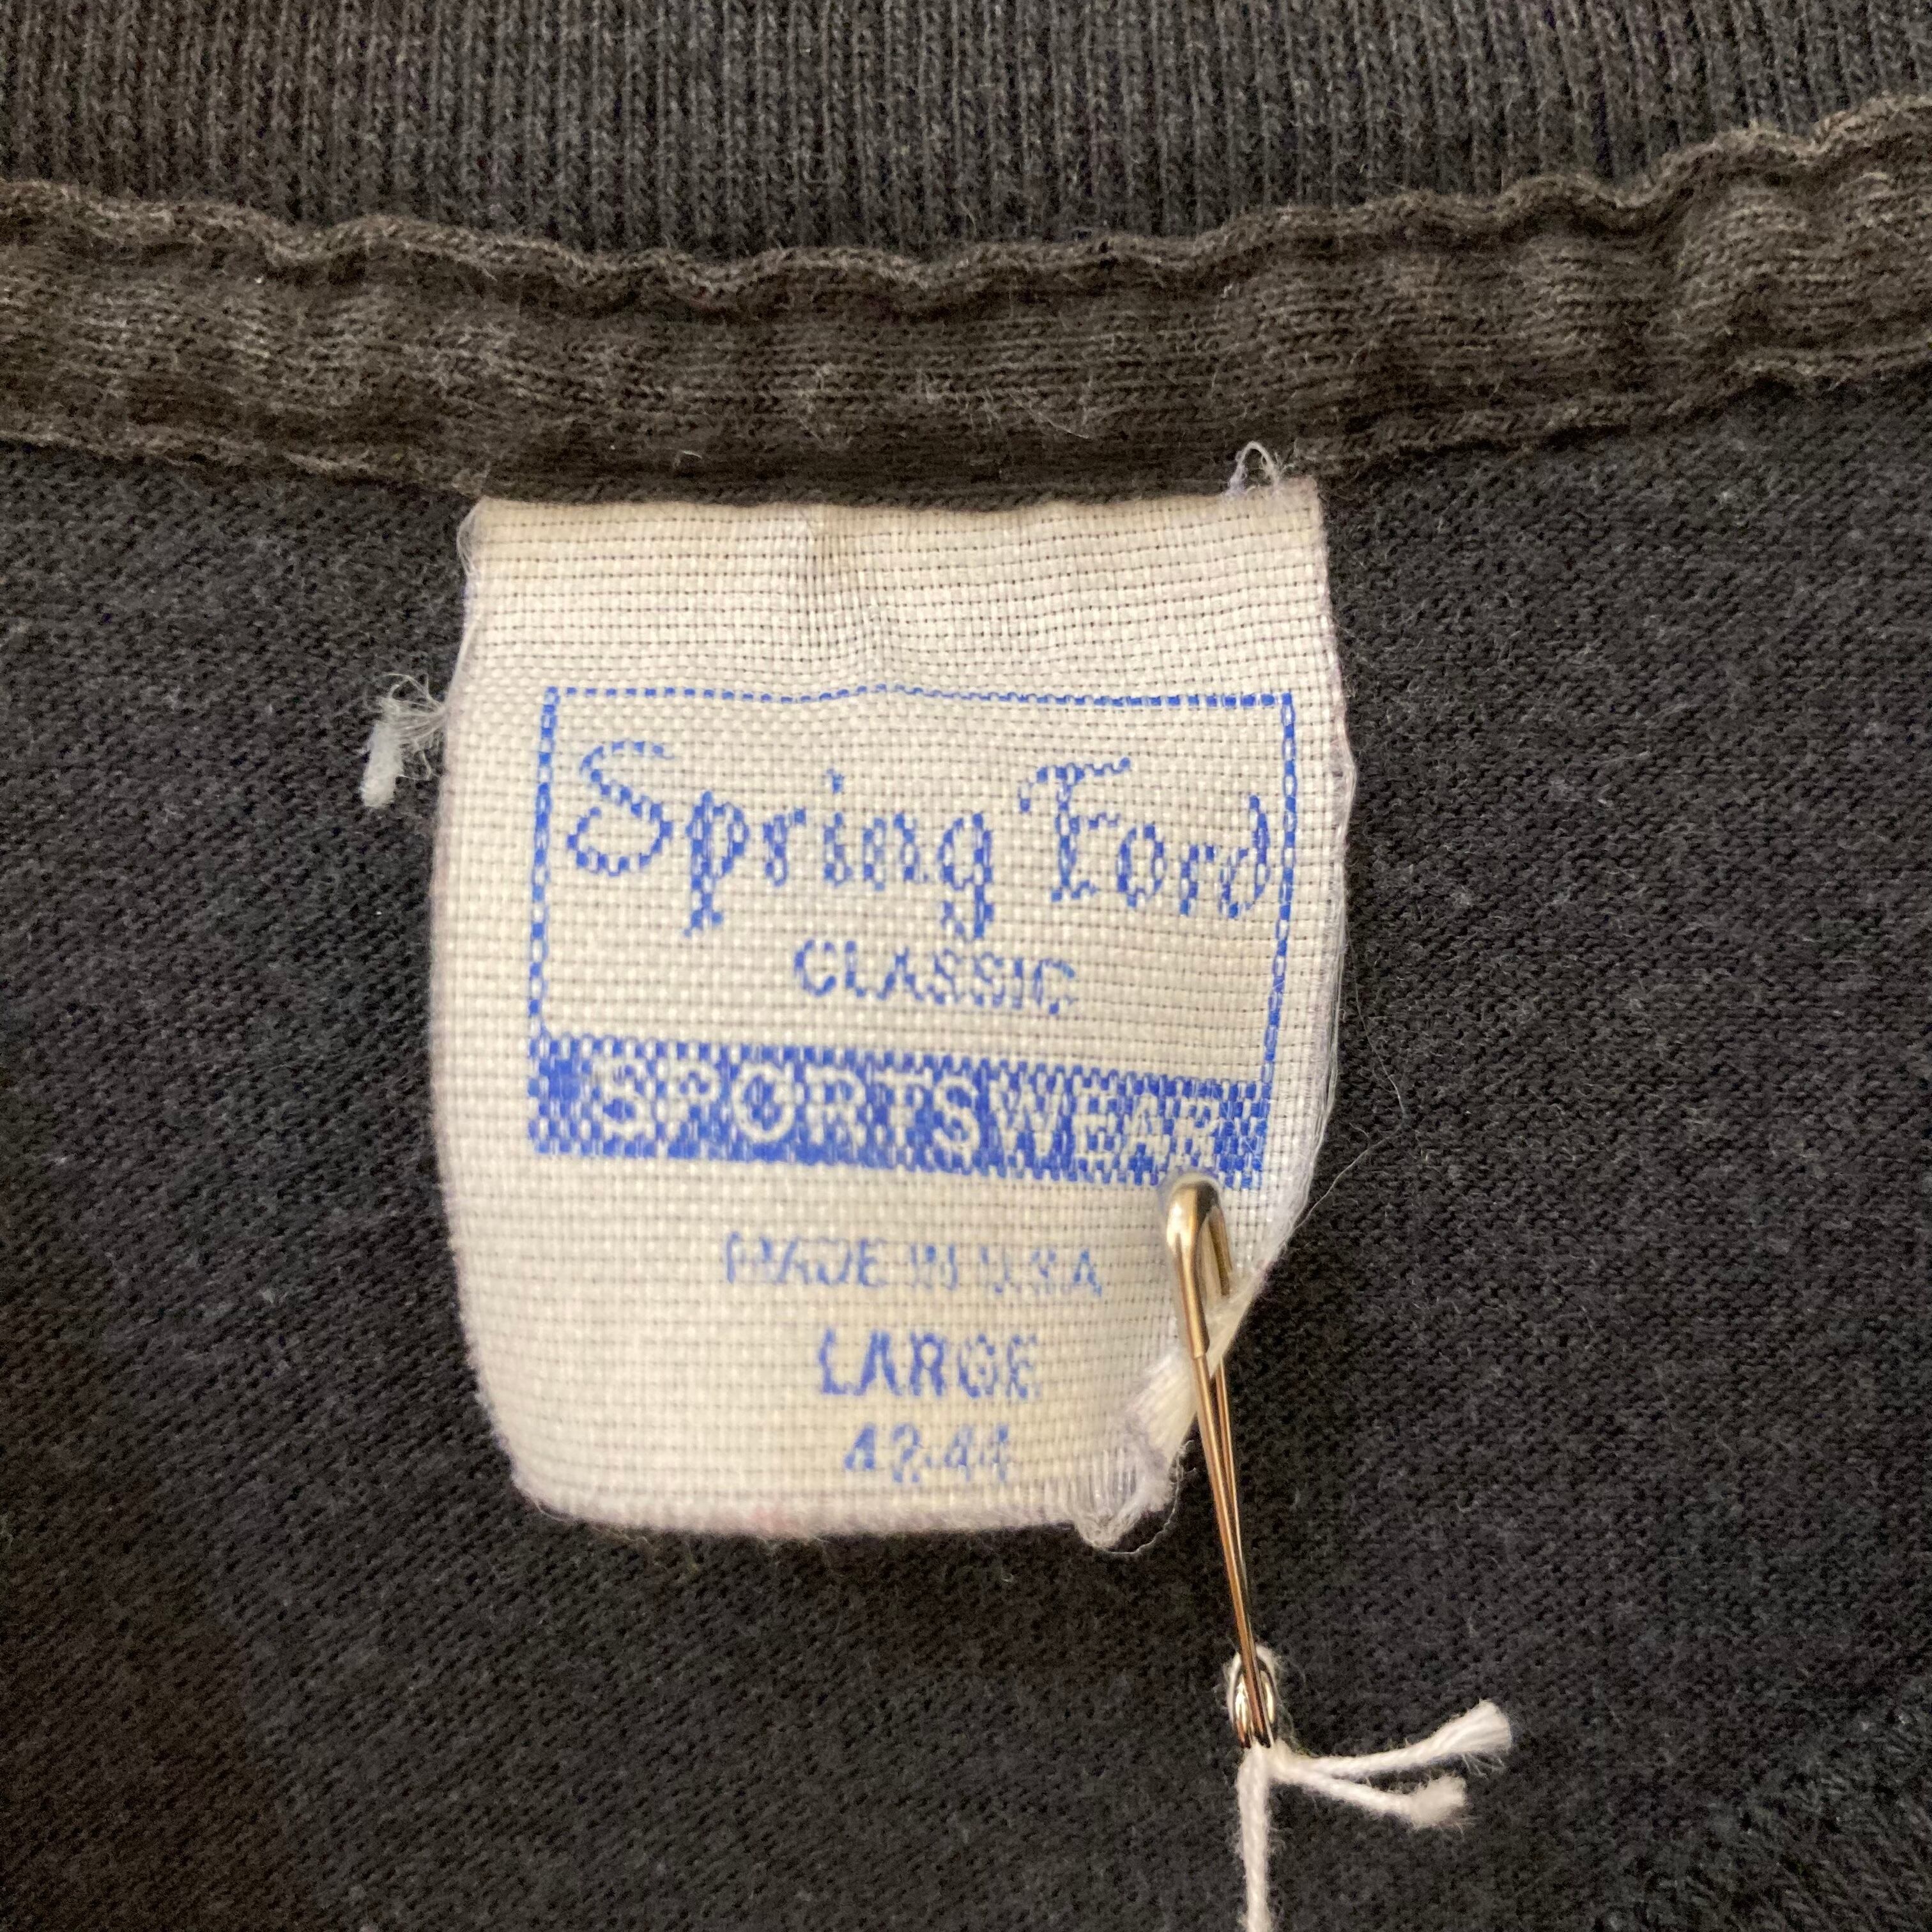 Spring Ford
CLASSIC
SPORTSWEAR
MADE IN U.S.A
LARGE
42-44